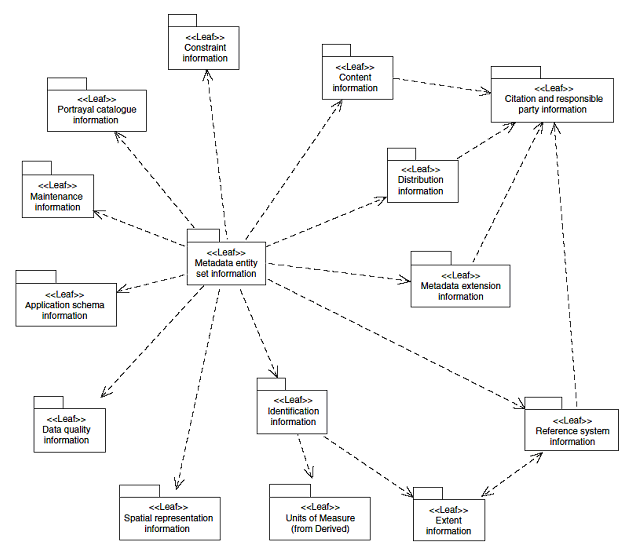 <<Leaf>>
Constraint
information
<<Leaf>>
Content
information
<<Leaf>>
Citation and responsible
party information
<<Leaf>>
Portrayal catalogue
information
<<Leaf>>
Distribution
information
<<Leaf>>
Maintenance
information
<<Leaf>>
Metadata entity
set information
<<Leaf>>
Metadata extension
information
<<Leaf>>
Application schema
information
<<Leaf>>
Identification
information
<<Leaf>>
Data quality
information
<<Leaf>>
Reference system
information
<<Leaf>>
Spatial representation
information
<<Leaf>>
Units of Measure
(from Derived)
<<Leaf>>
Extent
information